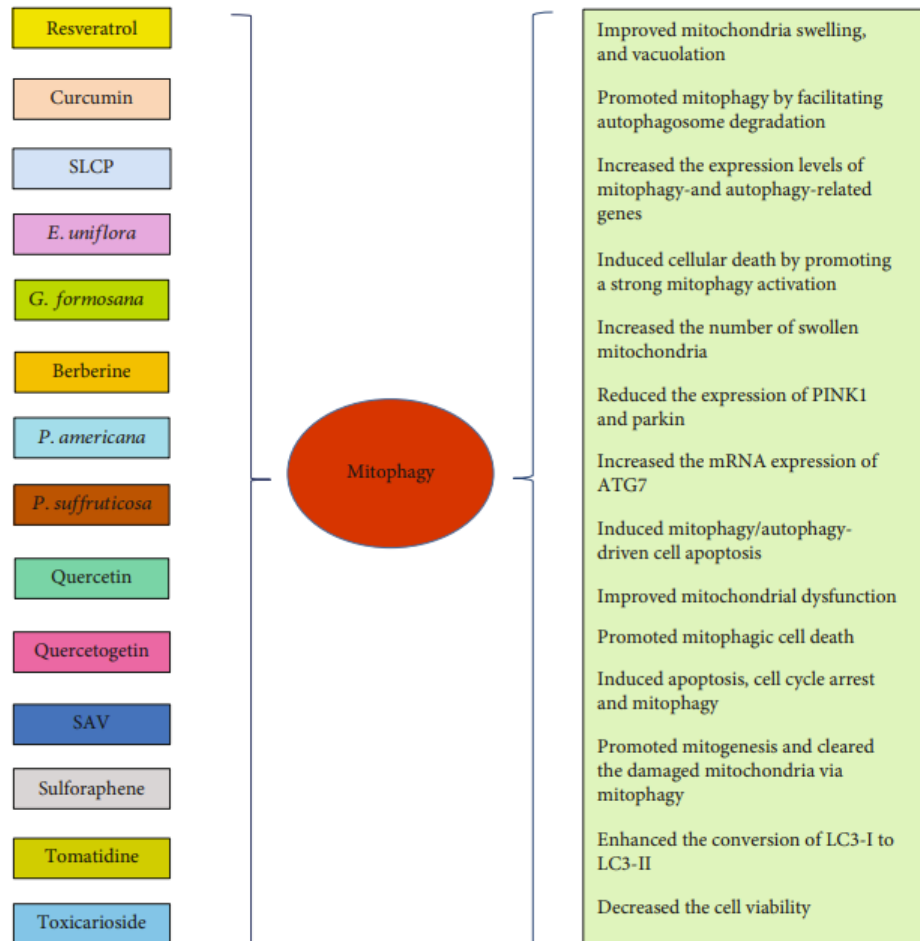 Resveratrol
Curcumin
SLCP
E. uniflora
G. formosana
Berberine
P. americana
P. suffruticosa
Quercetin
Quercetogetin
SAV
Sulforaphene
Tomatidine
Toxicarioside
Mitophagy
Improved mitochondria swelling,
and vacuolation
Promoted mitophagy by facilitating
autophagosome degradation
Increased the expression levels of
mitophagy-and autophagy-related
genes
Induced cellular death by promoting
a strong mitophagy activation
Increased the number of swollen
mitochondria
Reduced the expression of PINK1
and parkin
Increased the mRNA expression of
ATG7
Induced mitophagy/autophagy-
driven cell apoptosis
Improved mitochondrial dysfunction
Promoted mitophagic cell death
Induced apoptosis, cell cycle arrest
and mitophagy
Promoted mitogenesis and cleared
the damaged mitochondria via
mitophagy
Enhanced the conversion of LC3-I to
LC3-II
Decreased the cell viability